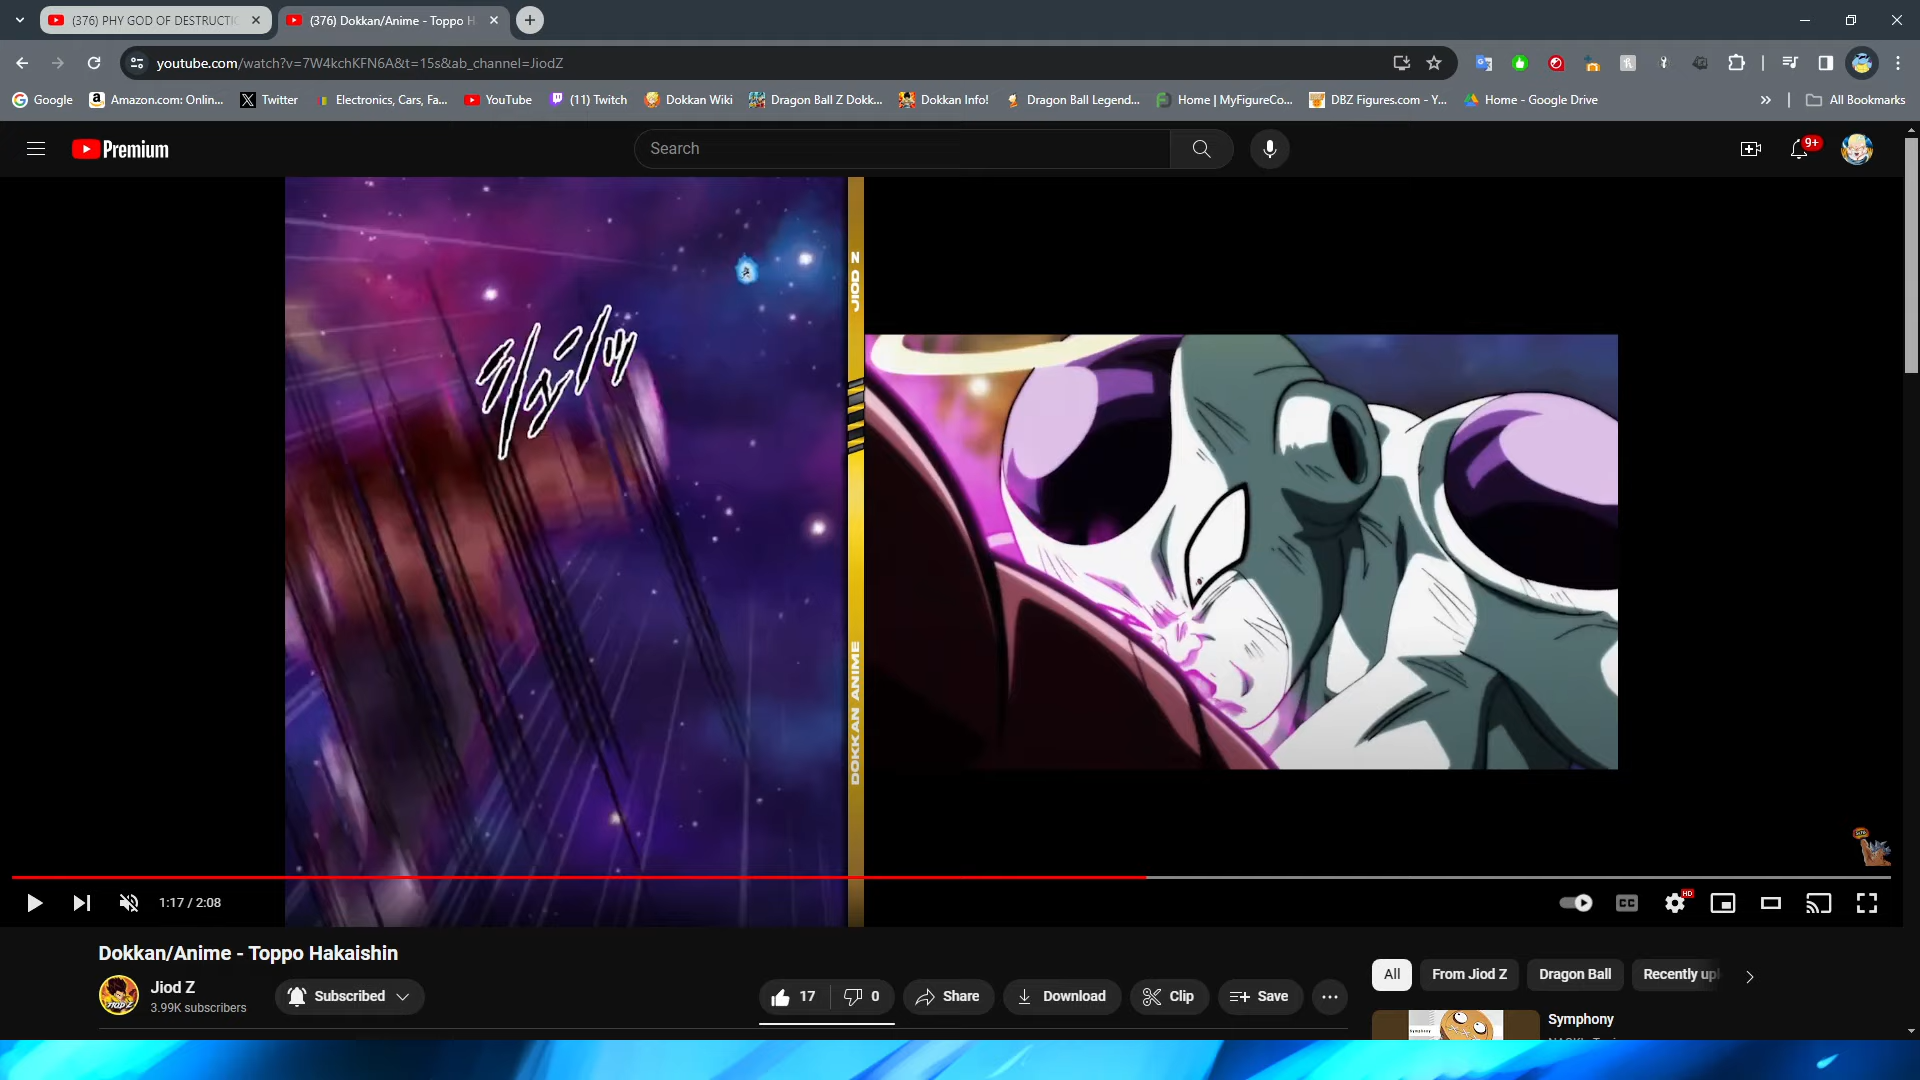 (376) PHY GOD OF DESTRUCTIO
(376) Dokkan/Anime - Toppo H
youtube.com/watch?v=7W4kchKFN6A&t=15s&ab_channel=JiodZ
Google
Amazon.com: Onlin...
Twitter
Electronics, Cars, Fa...
YouTube
(11) Twitch
Dokkan Wiki
Dragon Ball Z Dokk...
Dokkan Info!
Dragon Ball Legend...
Home | MyFigureCo...
DBZ Figures.com - Y...
Home - Google Drive
All Bookmarks
Premium
Search
9+
JIOD Z
DOKKAN ANIME
1:17 / 2:08
CC
HD
Dokkan/Anime - Toppo Hakaishin
Jiod Z
3.99K subscribers
Subscribed
17
0
Share
Download
Clip
Save
All
From Jiod Z
Dragon Ball
Recently upl
Symphony